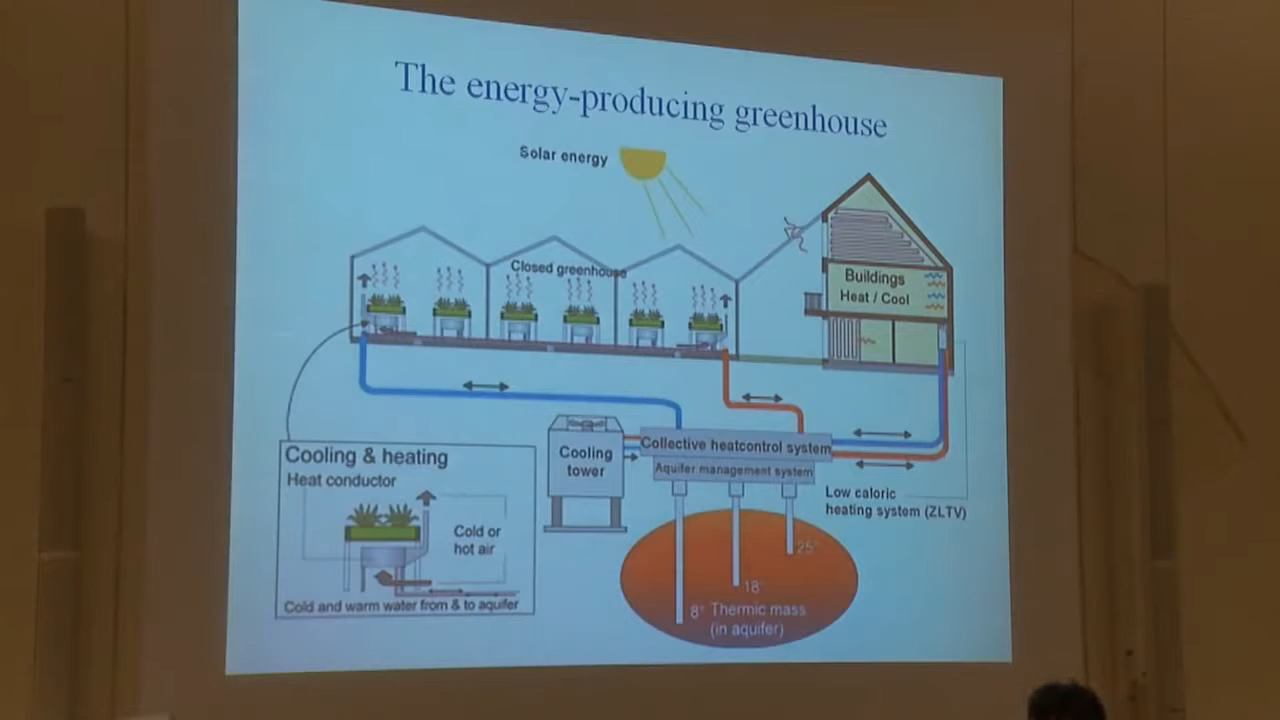 The energy-producing greenhouse
Solar energy
Closed greenhouse
Buildings
Heat / Cool
Cooling & heating
Heat conductor
Cold or
hot air
Cold and warm water from & to aquifer
Cooling
tower
Collective heatcontrol system
Aquifer management system
Low caloric
heating system (ZLTV)
25°
18°
8° Thermic mass
(in aquifer)